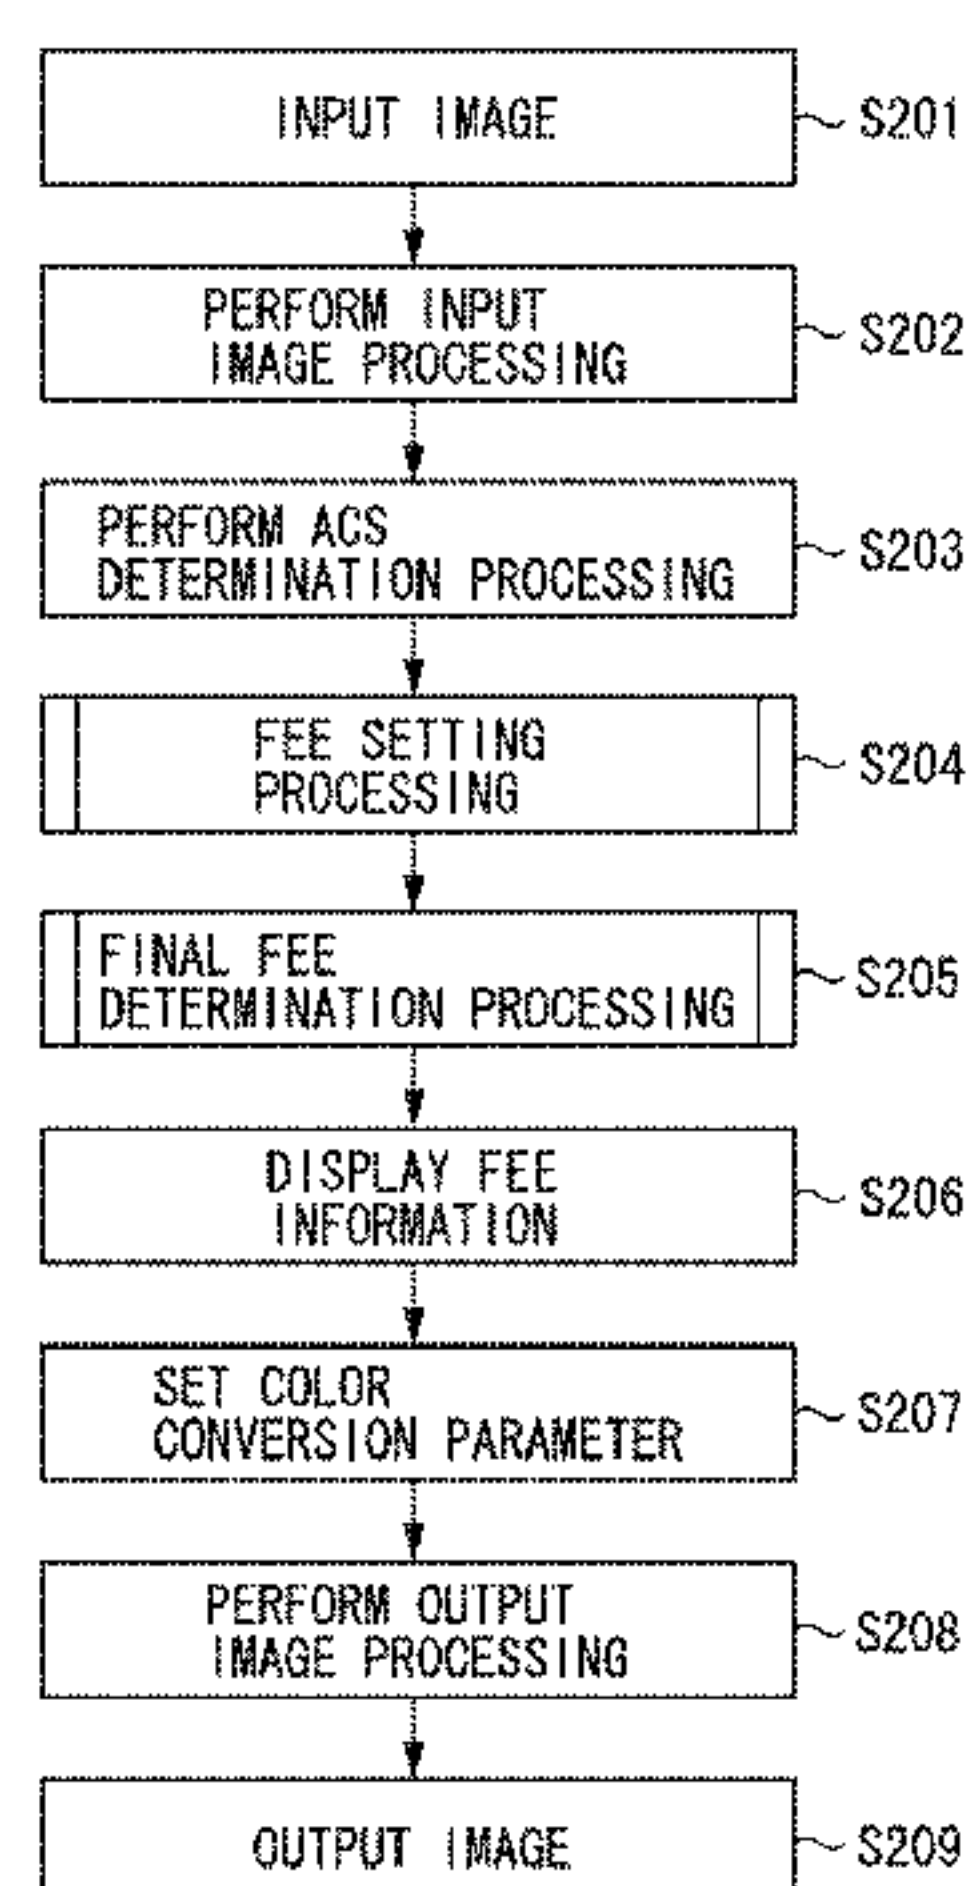 INPUT IMAGE
S201
PERFORM INPUT
IMAGE PROCESSING
S202
PERFORM ACS
DETERMINATION PROCESSING
S203
FEE SETTING
PROCESSING
S204
FINAL FEE
DETERMINATION PROCESSING
S205
DISPLAY FEE
INFORMATION
S206
SET COLOR
CONVERSION PARAMETER
S207
PERFORM OUTPUT
IMAGE PROCESSING
S208
OUTPUT IMAGE
S209